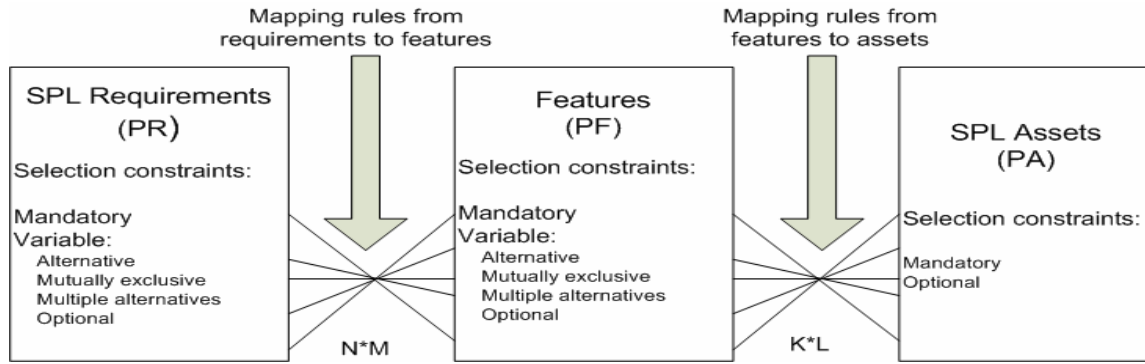 Mapping rules from
requirements to features
Mapping rules from
features to assets
SPL Requirements
(PR)
Selection constraints:
Mandatory
Variable:
Alternative
Mutually exclusive
Multiple alternatives
Optional
N*M
Features
(PF)
Selection constraints:
Mandatory
Variable:
Alternative
Mutually exclusive
Multiple alternatives
Optional
K*L
SPL Assets
(PA)
Selection constraints:
Mandatory
Optional